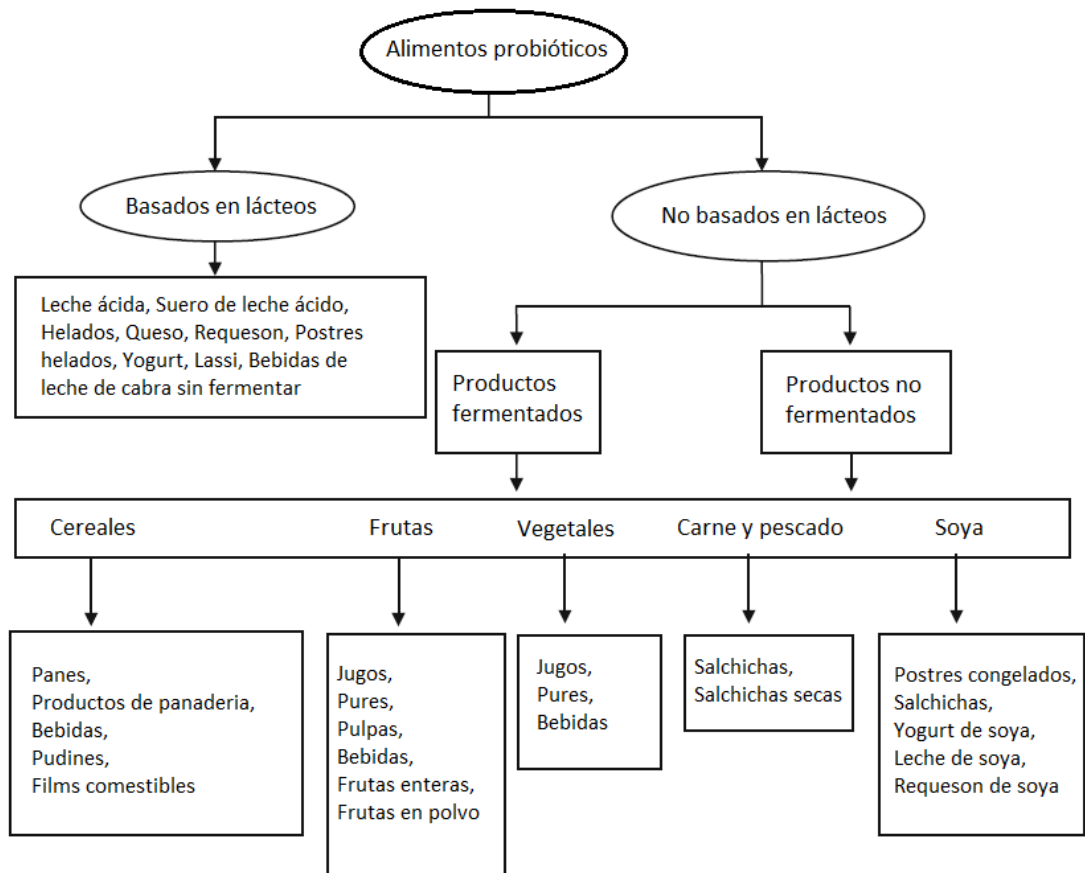 Alimentos probióticos
Basados en lácteos
No basados en lácteos
Leche ácida, Suero de leche ácido,
Helados, Queso, Requeson, Postres
helados, Yogurt, Lassi, Bebidas de
leche de cabra sin fermentar
Productos
fermentados
Productos no
fermentados
Cereales
Frutas
Vegetales
Carne y pescado
Soya
Panes,
Productos de panaderia,
Bebidas,
Pudines,
Films comestibles
Jugos,
Pures,
Pulpas,
Bebidas,
Frutas enteras,
Frutas en polvo
Jugos,
Pures,
Bebidas
Salchichas,
Salchichas secas
Postres congelados,
Salchichas,
Yogurt de soya,
Leche de soya,
Requeson de soya